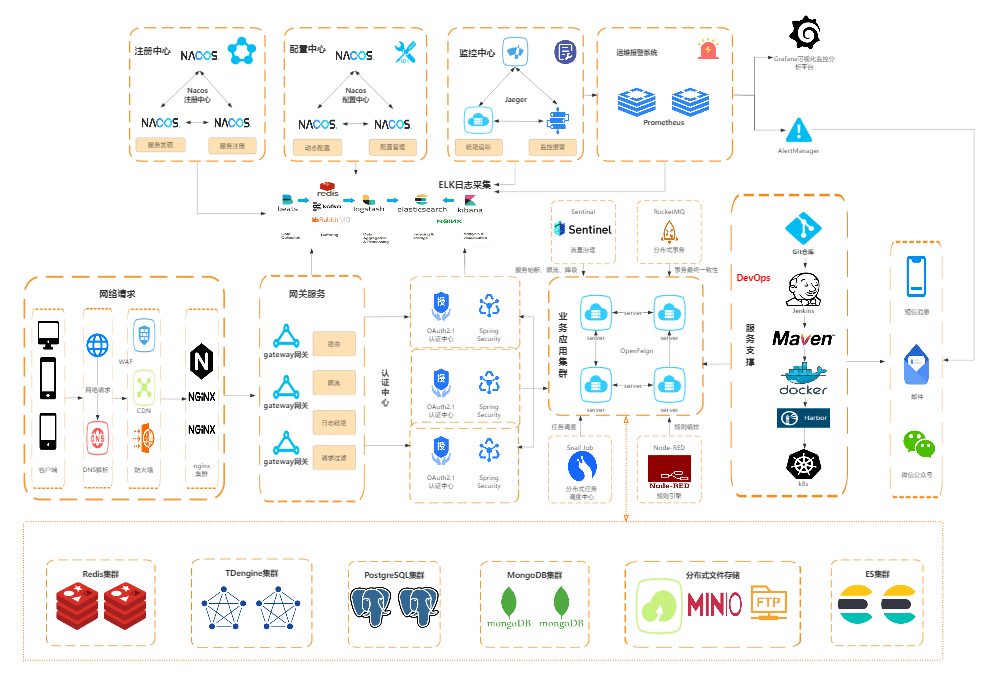 注册中心
NACOS.
Nacos
注册中心
NACOS.
NACOS.
服务发现
服务注册
配置中心
NACOS.
Nacos
配置中心
NACOS.
NACOS.
动态配置
配置管理
监控中心
Jaeger
链路追踪
监控报警
运维报警系统
Prometheus
Grafana可视化监控分
析平台
AlertManager
ELK日志采集
beats
redis
kafka
RabbitMQ
logstash
elasticsearch
kibana
NGINX
Data
Collection
Buffering
Data
Aggregation
& Processing
Indexing &
Storage
Analysis &
Visualization
Sentinal
Sentinel
流量治理
服务熔断、限流、降级
RocketMQ
分布式事务
事务最终一致性
网络请求
客户端
网络请求
DNS
DNS解析
WAF
CDN
防火墙
NGINX
NGINX
nginx
集群
网关服务
gateway网关
gateway网关
gateway网关
路由
限流
日志链路
请求过滤
认证中心
授
OAuth2.1
认证中心
Spring
Security
授
OAuth2.1
认证中心
Spring
Security
授
OAuth2.1
认证中心
Spring
Security
业务应用集群
server
server
server
OpenFeign
server
server
server
任务调度
规则编排
Snail Job
分布式任务
调度中心
Node-RED
Node-RED
规则引擎
服务支撑
DevOps
Git仓库
Jenkins
Maven
docker
Harbor
k8s
短信消息
邮件
微信公众号
Redis集群
TDengine集群
PostgreSQL集群
MongoDB集群
mongoDB
mongoDB
分布式文件存储
MINIO
FTP
ES集群